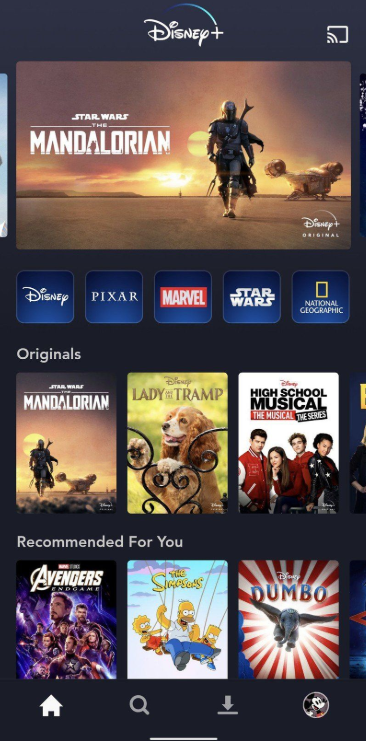 Disney+
STAR WARS
THE
MANDALORIAN
Disney+
ORIGINAL
Disney
PIXAR
MARVEL
STAR
WARS
NATIONAL
GEOGRAPHIC
Originals
STAR WARS
THE
MANDALORIAN
Disney
LADY AND THE TRAMP
Disney
HIGH SCHOOL
MUSICAL
THE MUSICAL THE SERIES
Recommended For You
MARVEL STUDIOS
AVENGERS
ENDGAME
THE
SIMPSONS
Disney
DUMBO